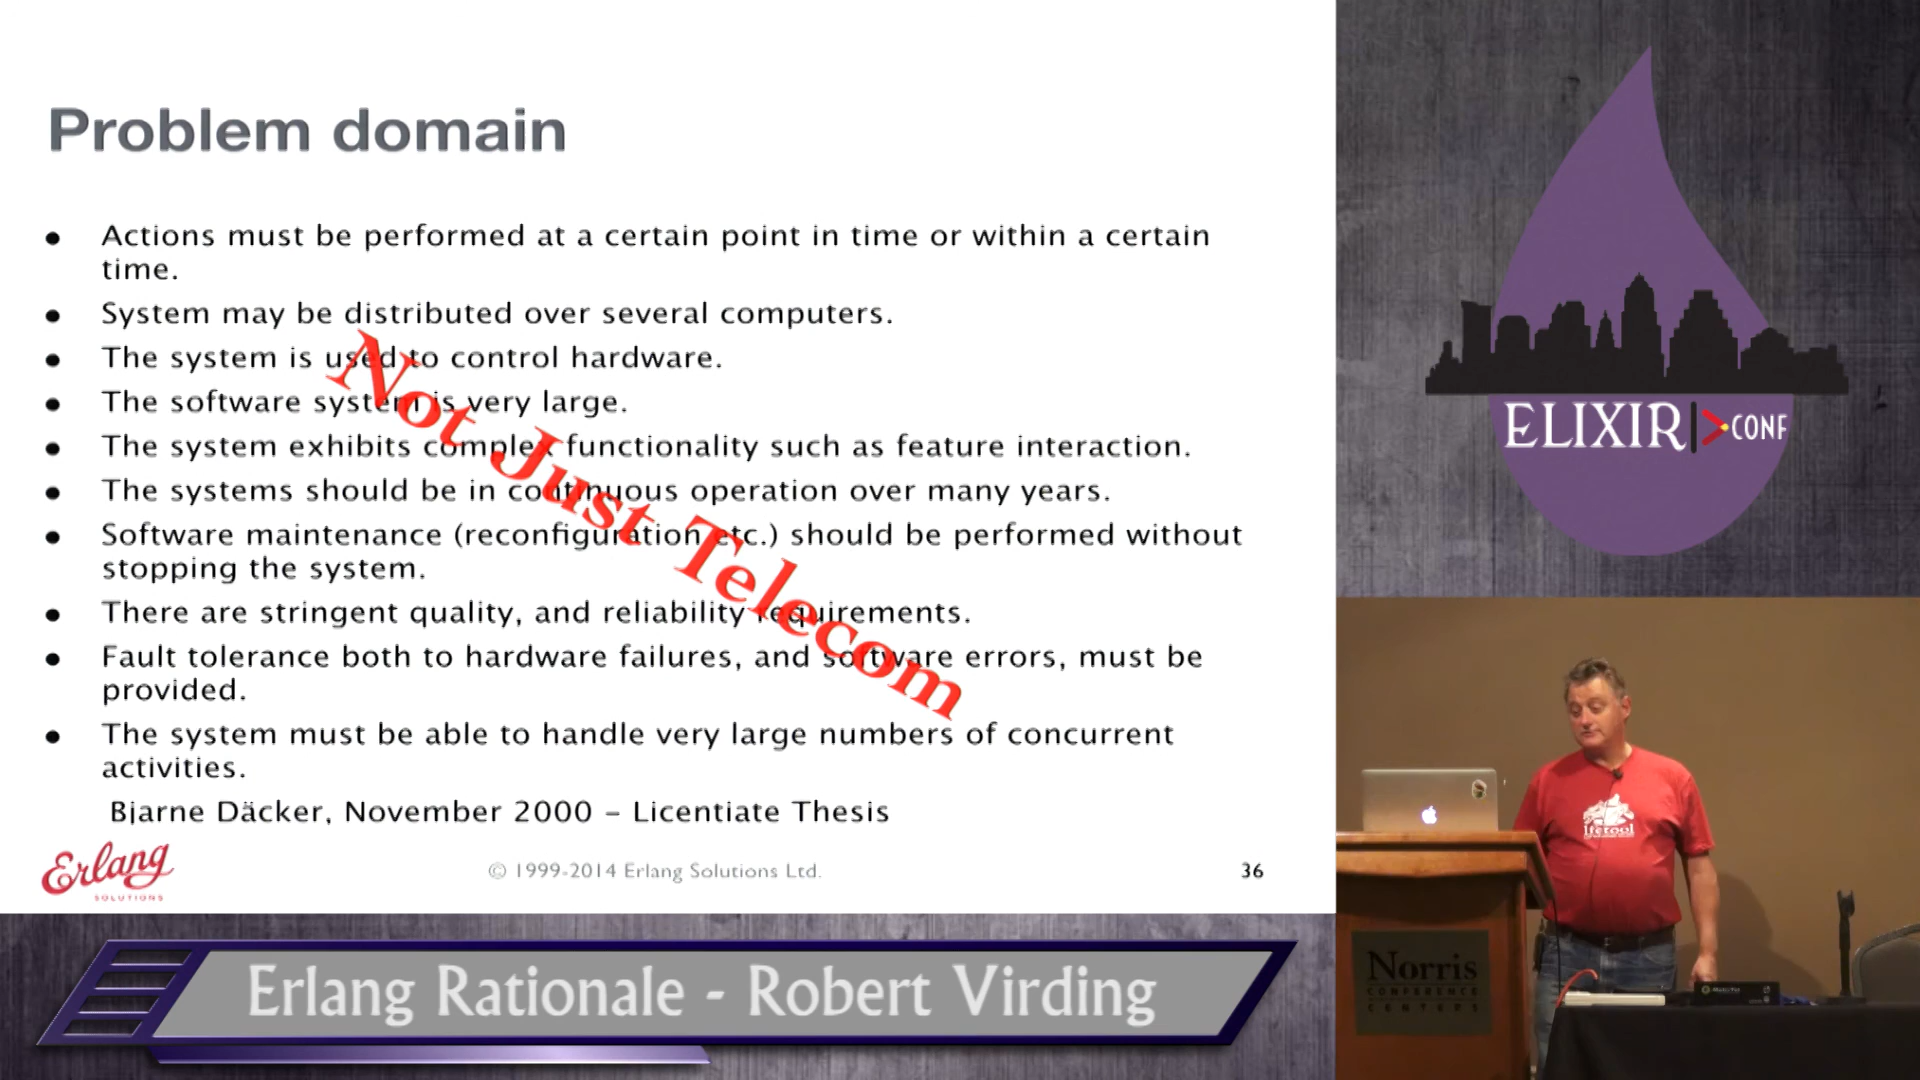 Problem domain
• Actions must be performed at a certain point in time or within a certain
time.
• System may be distributed over several computers.
• The system is used to control hardware.
• The software system is very large.
• The system exhibits complex functionality such as feature interaction.
• The systems should be in continuous operation over many years.
• Software maintenance (reconfiguration etc.) should be performed without
stopping the system.
• There are stringent quality, and reliability requirements.
• Fault tolerance both to hardware failures, and software errors, must be
provided.
• The system must be able to handle very large numbers of concurrent
activities.
Bjarne Däcker, November 2000 – Licentiate Thesis
Not Just Telecom
Erlang
SOLUTIONS
© 1999-2014 Erlang Solutions Ltd.
36
ELIXIR|>CONF
Norris
CONFERENCE
CENTERS
Erlang Rationale - Robert Virding